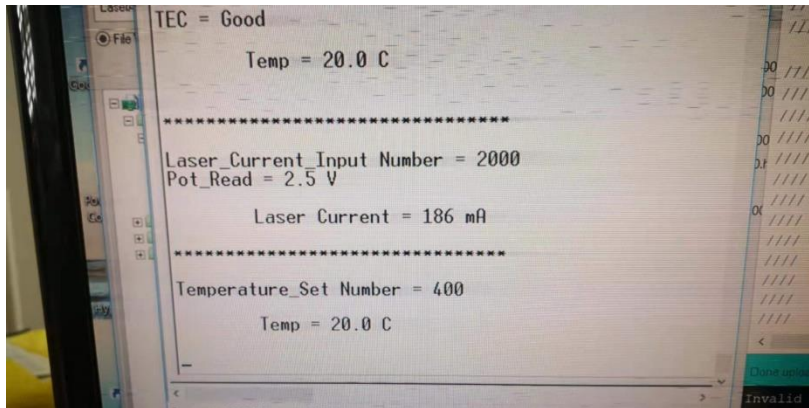 File
TEC = Good
Temp = 20.0 C
********************************
Laser_Current_Input Number = 2000
Pot_Read = 2.5 V
Laser Current = 186 mA
********************************
Temperature_Set Number = 400
Temp = 20.0 C
Invalid